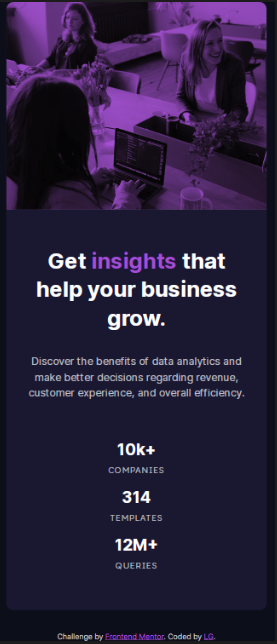 Get insights that
help your business
grow.
Discover the benefits of data analytics and
make better decisions regarding revenue,
customer experience, and overall efficiency.
10k+
COMPANIES
314
TEMPLATES
12M+
QUERIES
Challenge by Frontend Mentor. Coded by LG.